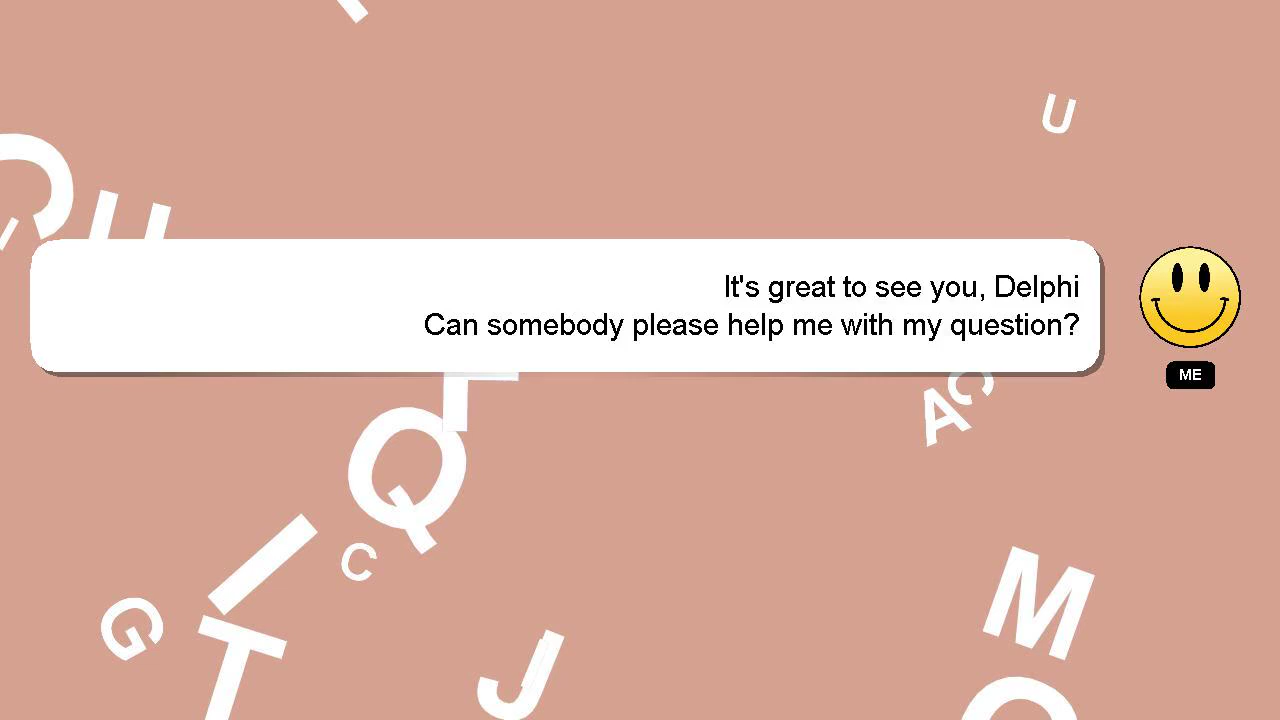 U
C
U
It's great to see you, Delphi
Can somebody please help me with my question?
ME
C
A
Q
I
C
M
G
T
J